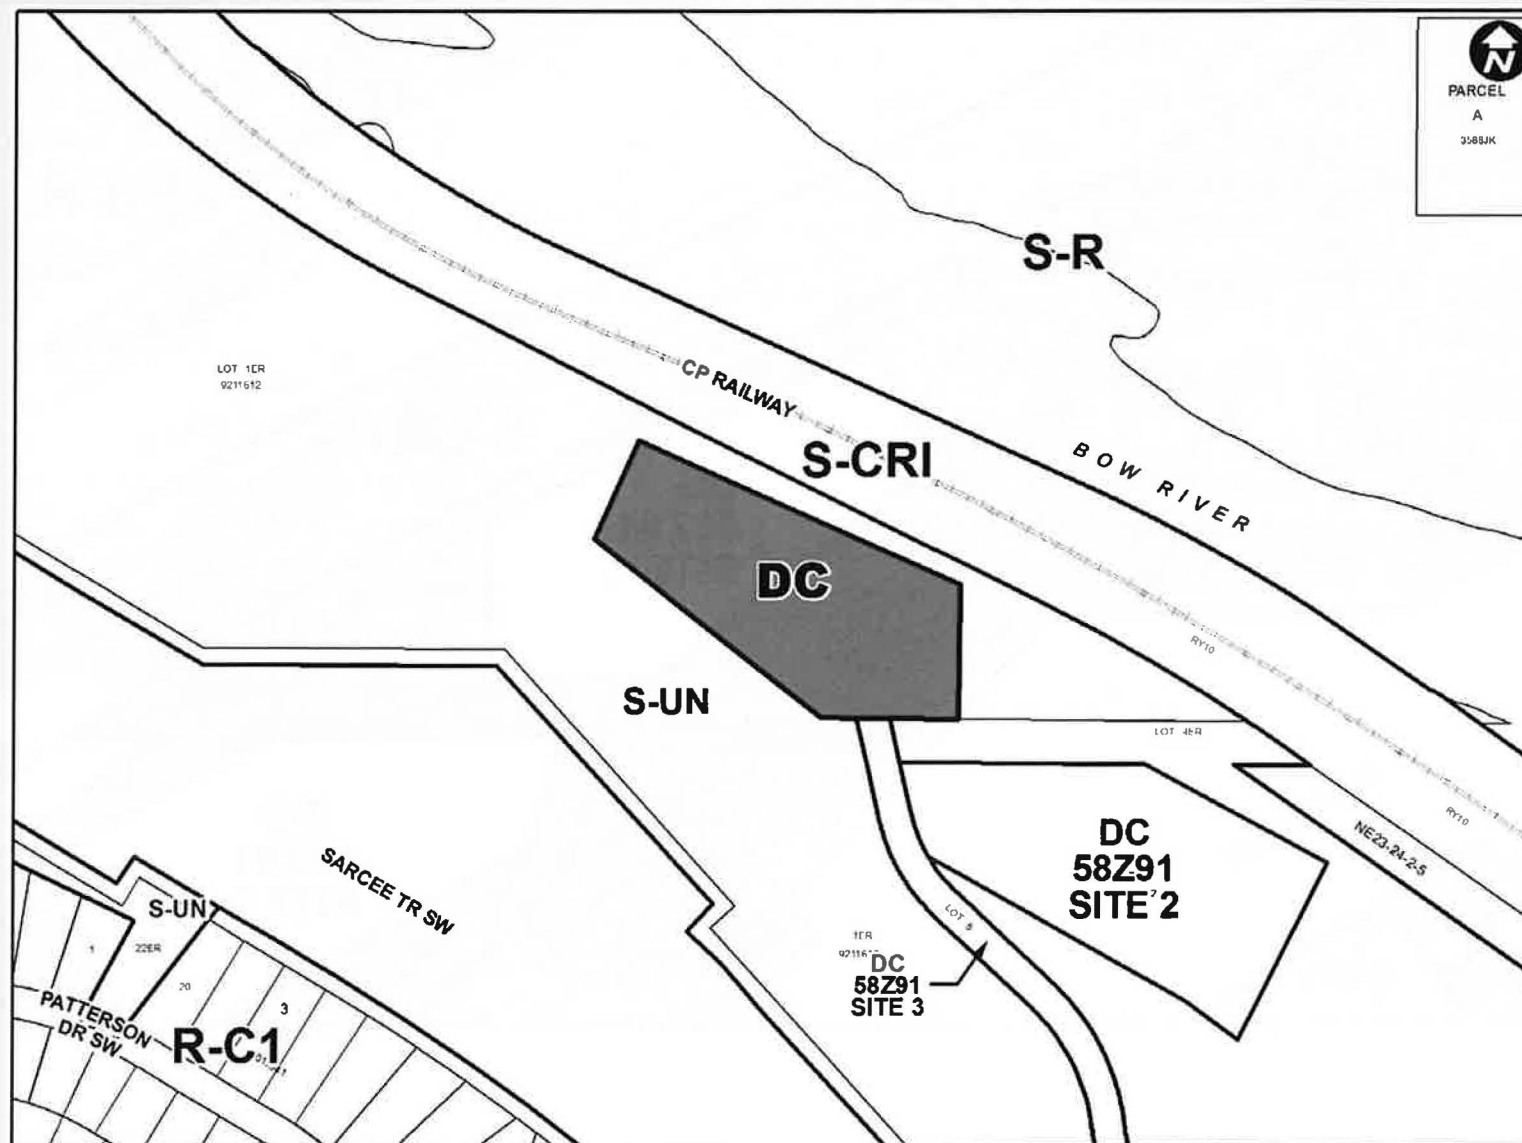 N
PARCEL
A
3568JK
S-R
LOT 1ER
9211612
CP RAILWAY
S-CRI
BOW RIVER
DC
RY10
S-UN
LOT 4ER
RY10
NE23-24-2-5
DC
58Z91
SITE 2
SARCEE TR SW
S-UN
LOT 5
1
22ER
1ER
DC
58Z91
SITE 3
20
3
PATTERSON
DR SW
R-C1